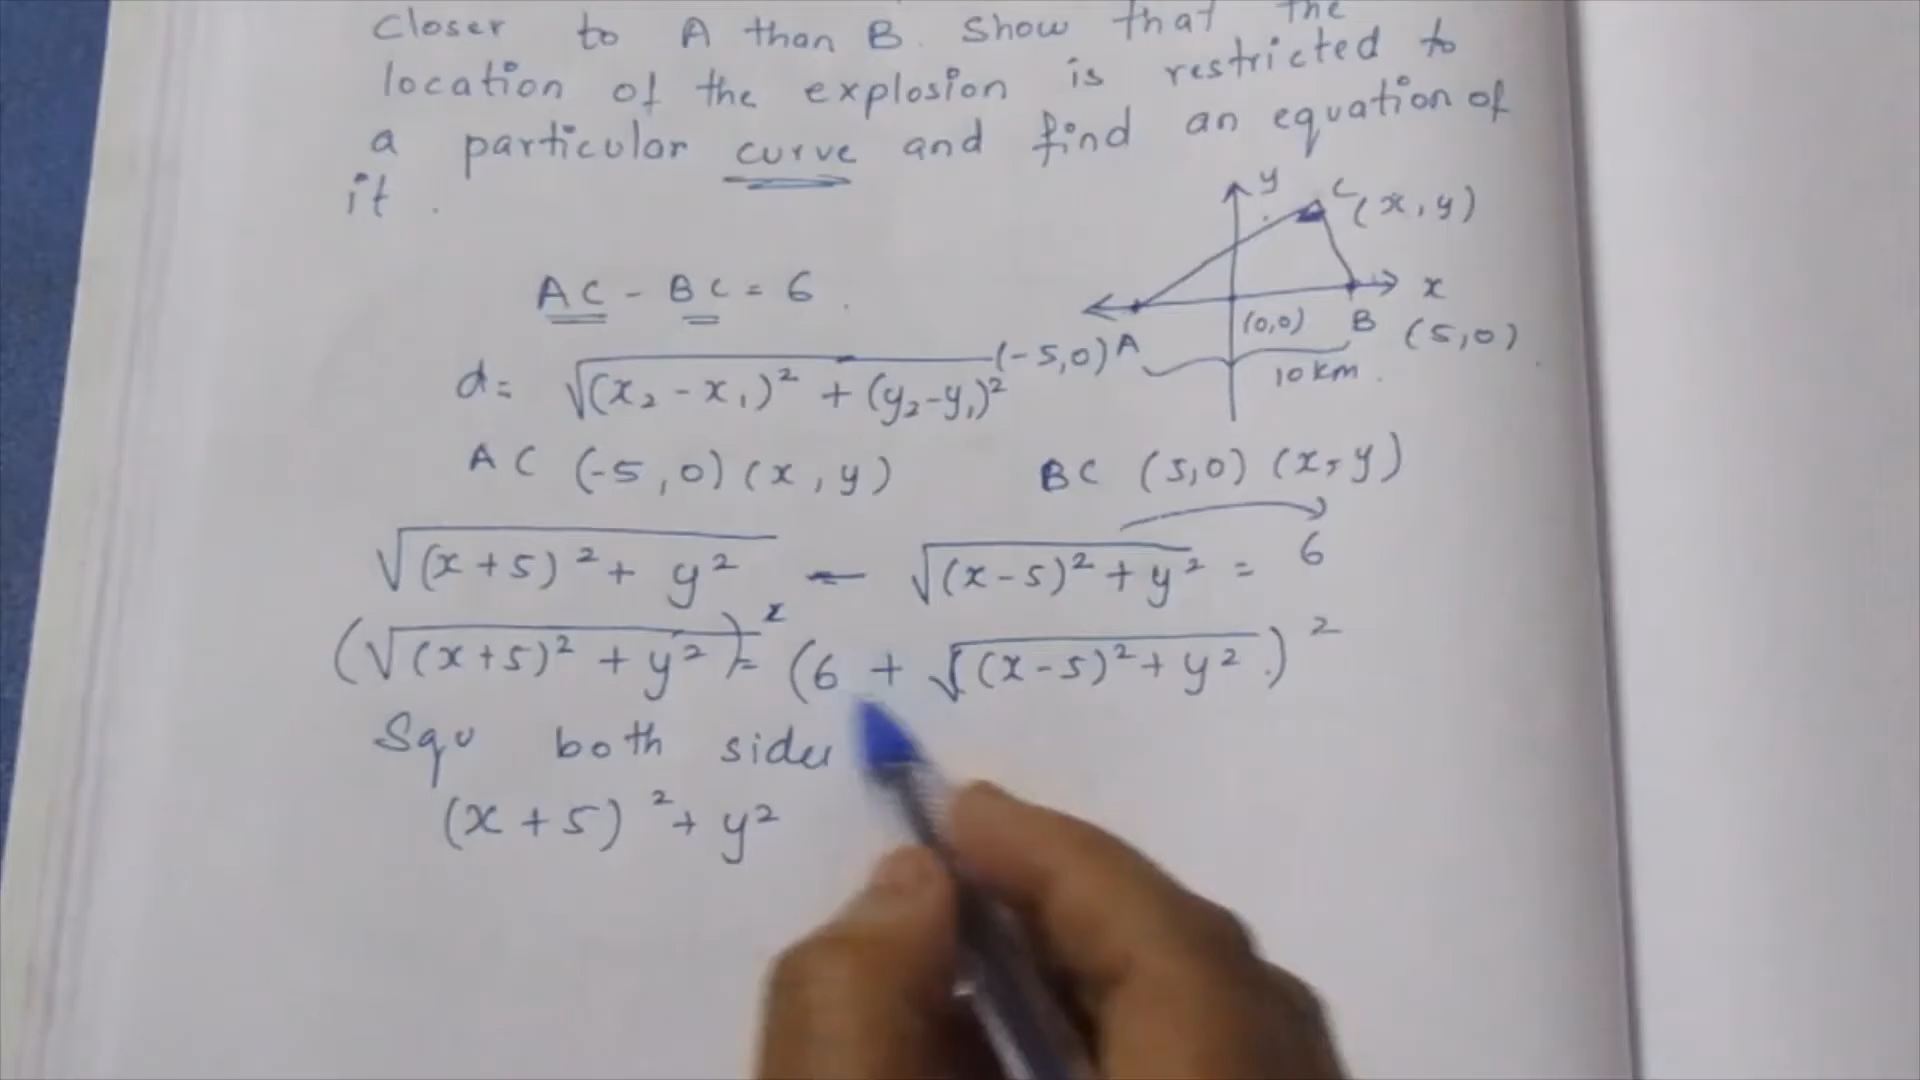 Closer to A than B. Show that the
location of the explosion is restricted to
a particular curve and find an equation of
it .
y
C (x, y)
AC - BC = 6 .
x
(0,0) B (5,0) .
(-5,0) A
10 km .
d = √(x₂ - x₁)² + (y₂-y₁)²
AC (-5, 0) (x, y) BC (5,0) (x, y)
√(x+5)² + y² - √(x-5)² + y² = 6
(√(x+5)² + y²)² = (6 + √(x-5)² + y² .)²
Squ both sides
(x+5)² + y²